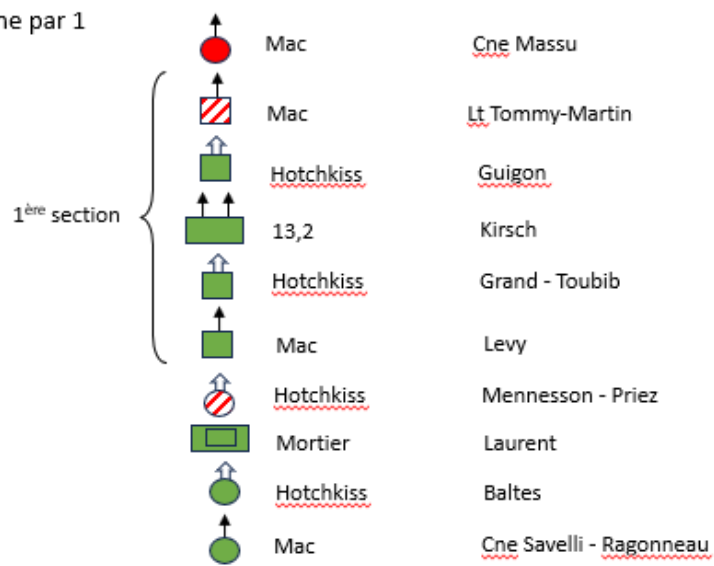 ne par 1
Mac Cne Massu
Mac Lt Tommy-Martin
Hotchkiss Guigon
1ère section 13,2 Kirsch
Hotchkiss Grand - Toubib
Mac Levy
Hotchkiss Mennesson - Priez
Mortier Laurent
Hotchkiss Baltes
Mac Cne Savelli - Ragonneau